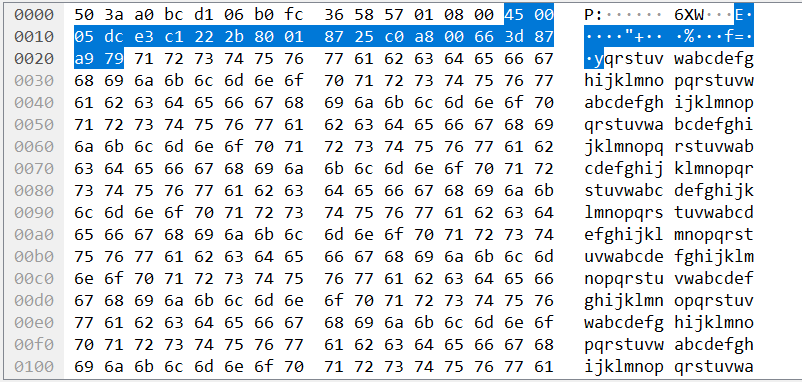 0000 50 3a a0 bc d1 06 b0 fc 36 58 57 01 08 00 45 00 P:······ 6XW···E·
0010 05 dc e3 c1 22 2b 80 01 87 25 c0 a8 00 66 3d 87 ····"+·· ·%···f=·
0020 a9 79 71 72 73 74 75 76 77 61 62 63 64 65 66 67 ·yqrstuv wabcdefg
0030 68 69 6a 6b 6c 6d 6e 6f 70 71 72 73 74 75 76 77 hijklmno pqrstuvw
0040 61 62 63 64 65 66 67 68 69 6a 6b 6c 6d 6e 6f 70 abcdefgh ijklmnop
0050 71 72 73 74 75 76 77 61 62 63 64 65 66 67 68 69 qrstuvwa bcdefghi
0060 6a 6b 6c 6d 6e 6f 70 71 72 73 74 75 76 77 61 62 jklmnopq rstuvwab
0070 63 64 65 66 67 68 69 6a 6b 6c 6d 6e 6f 70 71 72 cdefghij klmnopqr
0080 73 74 75 76 77 61 62 63 64 65 66 67 68 69 6a 6b stuvwabc defghijk
0090 6c 6d 6e 6f 70 71 72 73 74 75 76 77 61 62 63 64 lmnopqrs tuvwabcd
00a0 65 66 67 68 69 6a 6b 6c 6d 6e 6f 70 71 72 73 74 efghijkl mnopqrst
00b0 75 76 77 61 62 63 64 65 66 67 68 69 6a 6b 6c 6d uvwabcde fghijklm
00c0 6e 6f 70 71 72 73 74 75 76 77 61 62 63 64 65 66 nopqrstu vwabcdef
00d0 67 68 69 6a 6b 6c 6d 6e 6f 70 71 72 73 74 75 76 ghijklmn opqrstuv
00e0 77 61 62 63 64 65 66 67 68 69 6a 6b 6c 6d 6e 6f wabcdefg hijklmno
00f0 70 71 72 73 74 75 76 77 61 62 63 64 65 66 67 68 pqrstuvw abcdefgh
0100 69 6a 6b 6c 6d 6e 6f 70 71 72 73 74 75 76 77 61 ijklmnop qrstuvwa